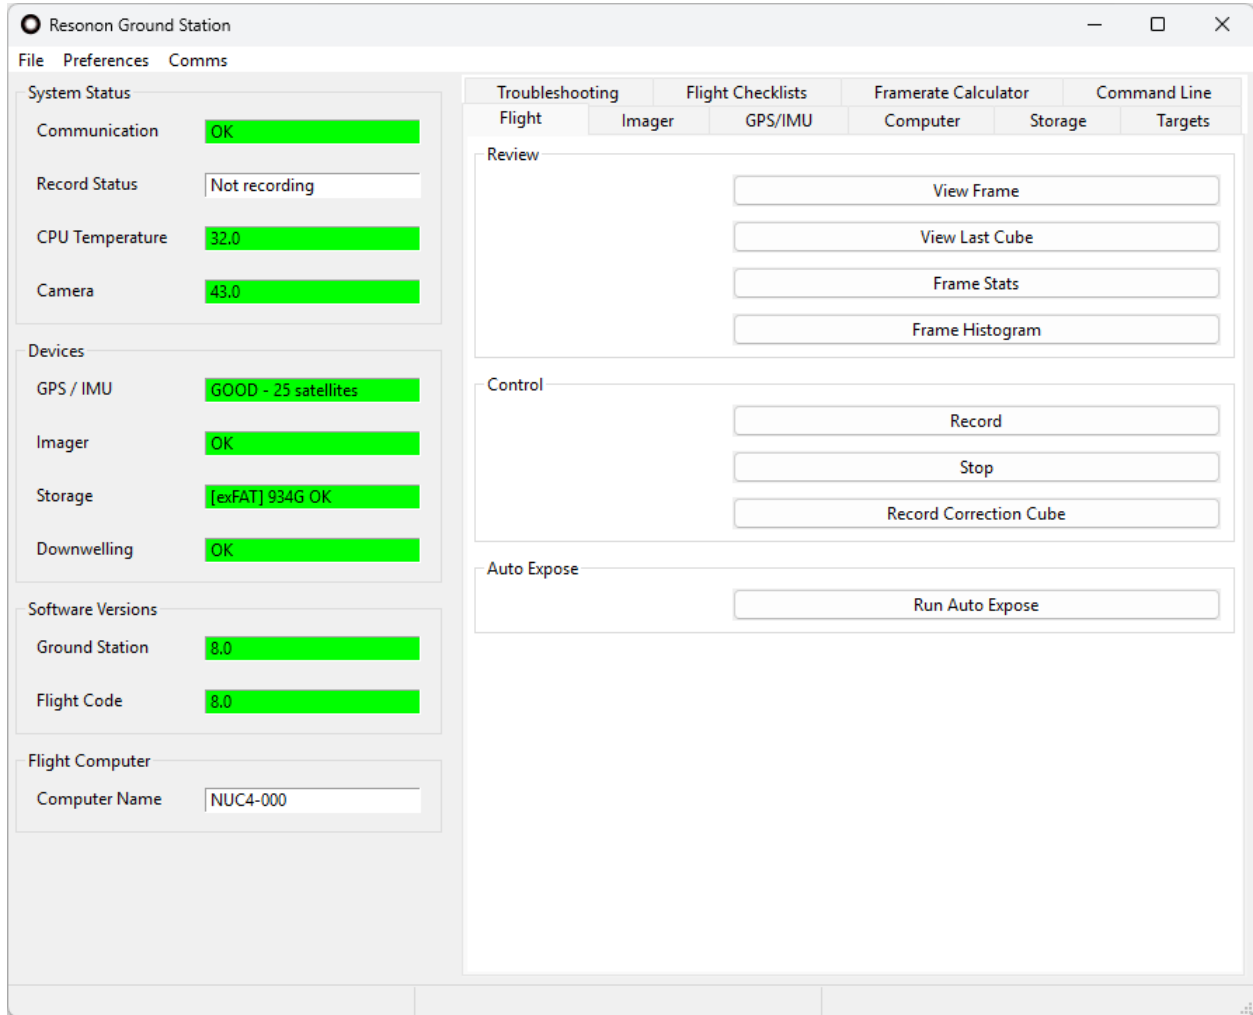 Resonon Ground Station
File Preferences Comms
System Status
Communication OK
Record Status Not recording
CPU Temperature 32.0
Camera 43.0
Devices
GPS / IMU GOOD - 25 satellites
Imager OK
Storage [exFAT] 934G OK
Downwelling OK
Software Versions
Ground Station 8.0
Flight Code 8.0
Flight Computer
Computer Name NUC4-000
Troubleshooting Flight Checklists Framerate Calculator Command Line
Flight Imager GPS/IMU Computer Storage Targets
Review
View Frame
View Last Cube
Frame Stats
Frame Histogram
Control
Record
Stop
Record Correction Cube
Auto Expose
Run Auto Expose